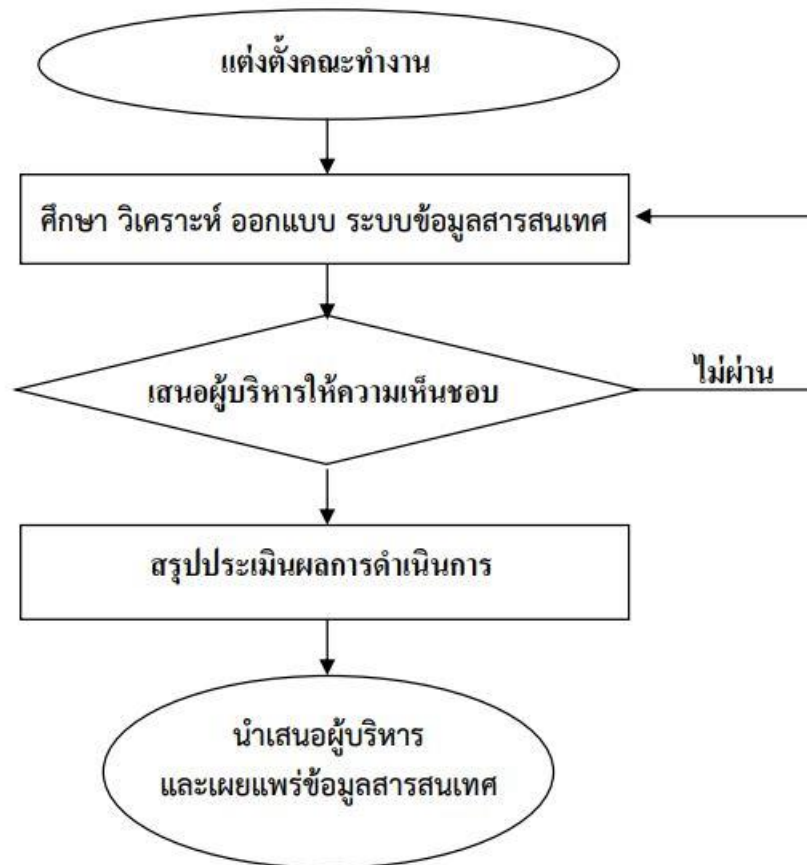 แต่งตั้งคณะทำงาน
ศึกษา วิเคราะห์ ออกแบบ ระบบข้อมูลสารสนเทศ
เสนอผู้บริหารให้ความเห็นชอบ
ไม่ผ่าน
สรุปประเมินผลการดำเนินการ
นำเสนอผู้บริหาร
และเผยแพร่ข้อมูลสารสนเทศ